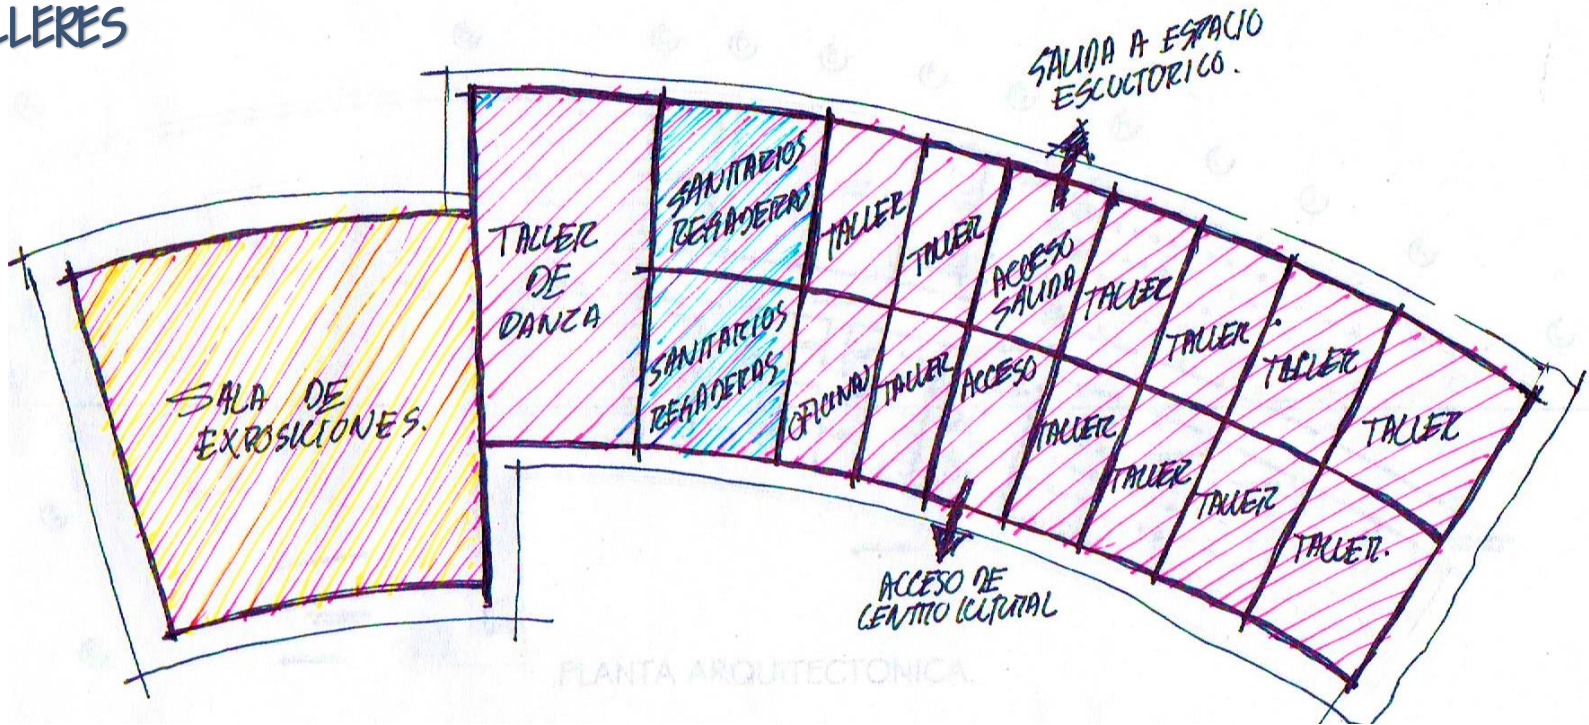 LLERES
SALIDA A ESPACIO
ESCULTORICO.
SALA DE
EXPOSICIONES.
TALLER
DE
DANZA
SANITARIOS
REGADERAS
SANITARIOS
REGADERAS
TALLER
TALLER
ACCESO
SALIDA
TALLER
TALLER
TALLER
TALLER
OFICINAS
TALLER
ACCESO
TALLER
TALLER
TALLER
TALLER.
ACCESO DE
CENTRO CULTURAL
PLANTA ARQUITECTONICA.